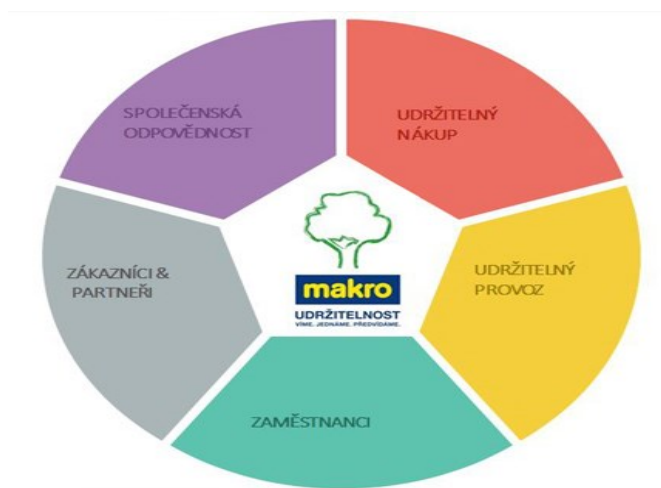 SPOLEČENSKÁ
ODPOVĚDNOST
UDRŽITELNÝ
NÁKUP
ZÁKAZNÍCI &
PARTNEŘI
UDRŽITELNÝ
PROVOZ
makro
UDRŽITELNOST
VÍME. JEDNÁME. PŘEDVÍDÁME.
ZAMĚSTNANCI